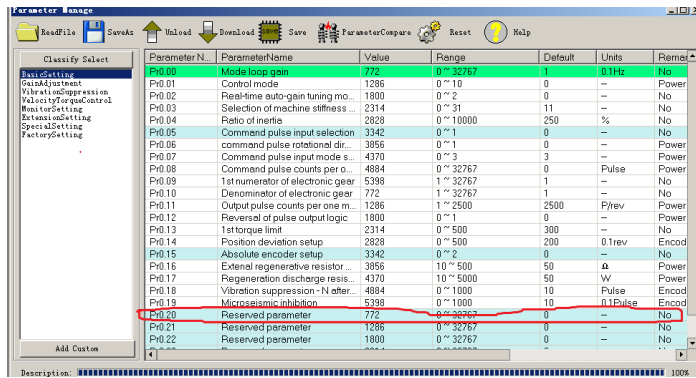 Parameter Manage
ReadFile SaveAs Unload Download save Save ParameterCompare Reset Help
Classify Select
BasicSetting
GainAdjustment
VibrationSuppression
VelocityTorqueControl
MonitorSetting
ExtensionSetting
SpecialSetting
FactorySetting
Add Custom
Parameter N... ParameterName Value Range Default Units Remar
Pr0.00 Mode loop gain 772 0 ~ 32767 1 0.1Hz No
Pr0.01 Control mode 1286 0 ~ 10 0 – Power
Pr0.02 Real-time auto-gain tuning mo... 1800 0 ~ 2 0 – No
Pr0.03 Selection of machine stiffness ... 2314 0 ~ 31 11 – No
Pr0.04 Ratio of inertia 2828 0 ~ 10000 250 % No
Pr0.05 Command pulse input selection 3342 0 ~ 1 0 – No
Pr0.06 command pulse rotational dir... 3856 0 ~ 1 0 – Power
Pr0.07 Command pulse input mode s... 4370 0 ~ 3 3 – Power
Pr0.08 Command pulse counts per o... 4884 0 ~ 32767 0 Pulse Power
Pr0.09 1st numerator of electronic gear 5398 1 ~ 32767 1 – No
Pr0.10 Denominator of electronic gear 772 1 ~ 32767 1 – No
Pr0.11 Output pulse counts per one m... 1286 1 ~ 2500 2500 P/rev Power
Pr0.12 Reversal of pulse output logic 1800 0 ~ 1 0 – Power
Pr0.13 1st torque limit 2314 0 ~ 500 300 – No
Pr0.14 Position deviation setup 2828 0 ~ 500 200 0.1rev Encod
Pr0.15 Absolute encoder setup 3342 0 ~ 2 0 – No
Pr0.16 Extenal regenerative resistor ... 3856 10 ~ 500 50 Ω Power
Pr0.17 Regeneration discharge resis... 4370 10 ~ 5000 50 W Power
Pr0.18 Vibration suppression - N after... 4884 0 ~ 1000 10 Pulse Encod
Pr0.19 Microseismic inhibition 5398 0 ~ 1000 10 0.1Pulse Encod
Pr0.20 Reserved parameter 772 0 ~ 32767 0 – No
Pr0.21 Reserved parameter 1286 0 ~ 32767 0 – No
Pr0.22 Reserved parameter 1800 0 ~ 32767 0 – No
Description: 100%